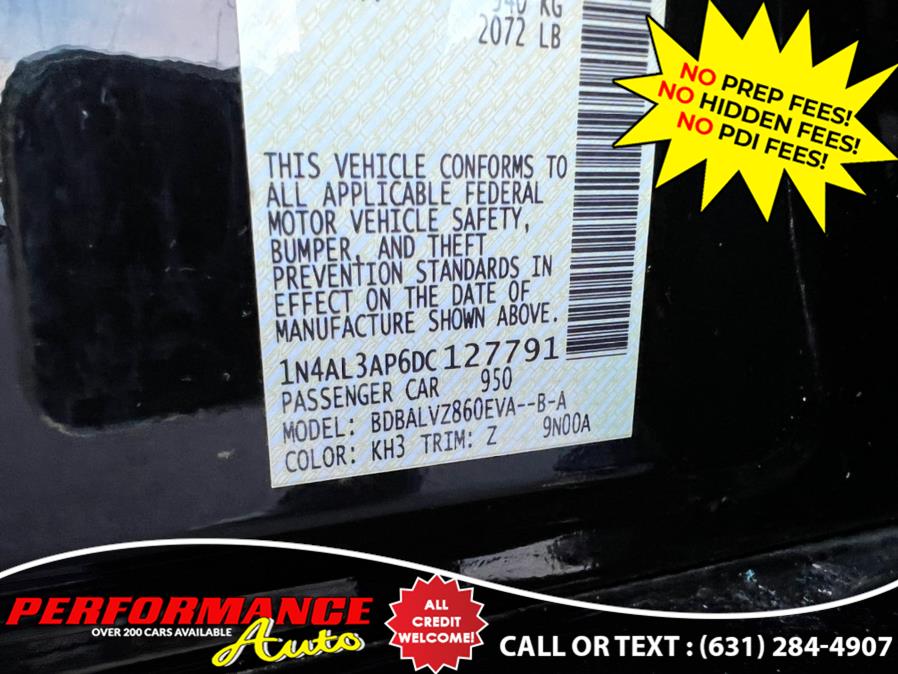 2072 LB
THIS VEHICLE CONFORMS TO
ALL APPLICABLE FEDERAL
MOTOR VEHICLE SAFETY,
BUMPER, AND THEFT
PREVENTION STANDARDS IN
EFFECT ON THE DATE OF
MANUFACTURE SHOWN ABOVE.
1N4AL3AP6DC127791
PASSENGER CAR 950
MODEL: BDBALVZ860EVA--B-A
COLOR: KH3 TRIM: Z 9N00A
NO PREP FEES!
NO HIDDEN FEES!
NO PDI FEES!
PERFORMANCE
OVER 200 CARS AVAILABLE
Auto
ALL
CREDIT
WELCOME!
CALL OR TEXT : (631) 284-4907